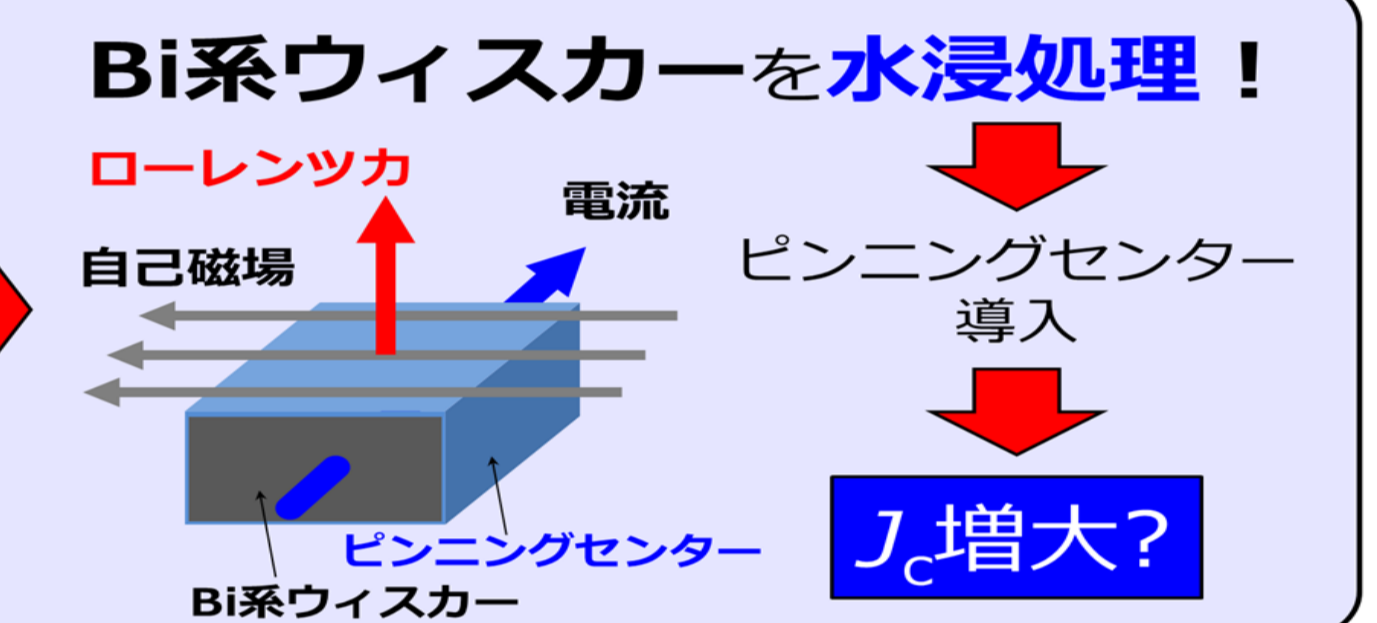 Bi系ウィスカーを水浸処理！
ローレンツ力
電流
自己磁場
ピンニングセンター
Bi系ウィスカー
ピンニングセンター
導入
Jc増大?